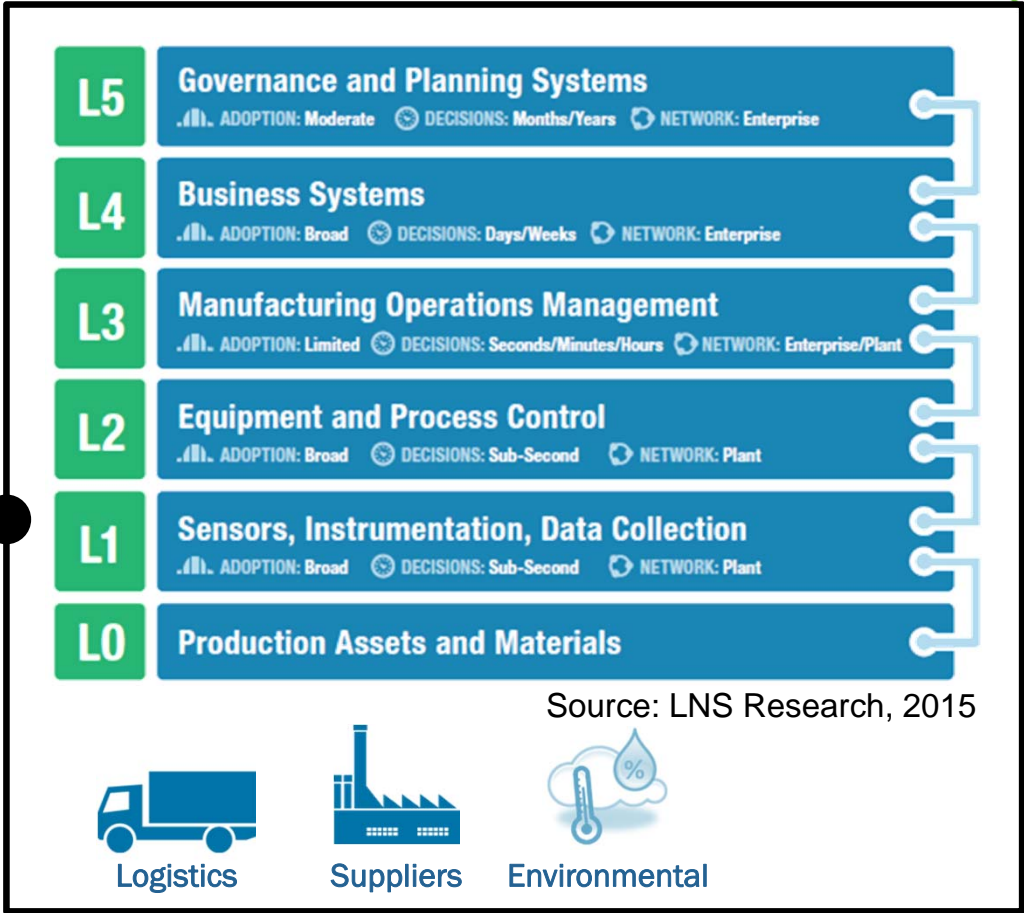 L5
Governance and Planning Systems
ADOPTION: Moderate DECISIONS: Months/Years NETWORK: Enterprise
L4
Business Systems
ADOPTION: Broad DECISIONS: Days/Weeks NETWORK: Enterprise
L3
Manufacturing Operations Management
ADOPTION: Limited DECISIONS: Seconds/Minutes/Hours NETWORK: Enterprise/Plant
L2
Equipment and Process Control
ADOPTION: Broad DECISIONS: Sub-Second NETWORK: Plant
L1
Sensors, Instrumentation, Data Collection
ADOPTION: Broad DECISIONS: Sub-Second NETWORK: Plant
L0
Production Assets and Materials
Source: LNS Research, 2015
%
Logistics Suppliers Environmental